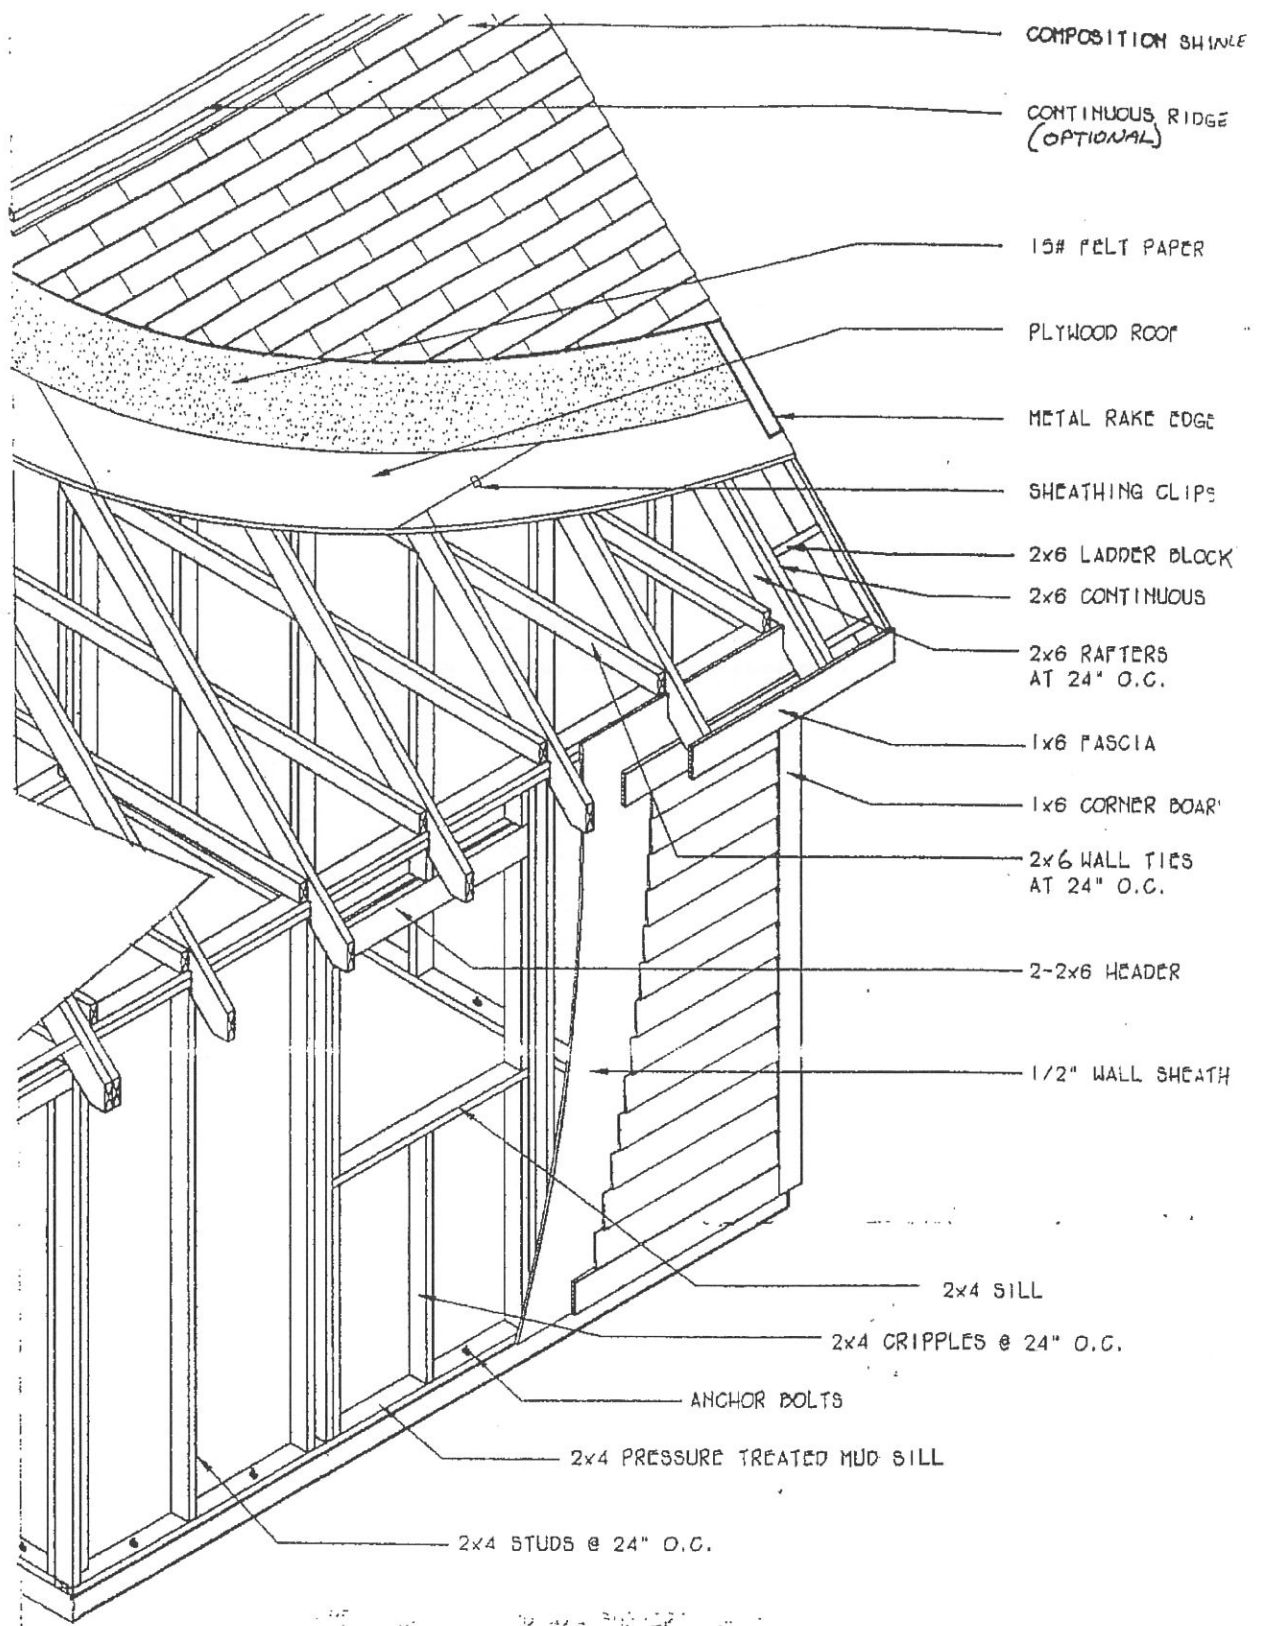 COMPOSITION SHINLE
CONTINUOUS RIDGE
(OPTIONAL)
15# FELT PAPER
PLYWOOD ROOF
METAL RAKE EDGE
SHEATHING CLIPS
2x6 LADDER BLOCK
2x6 CONTINUOUS
2x6 RAFTERS
AT 24" O.C.
1x6 FASCIA
1x6 CORNER BOAR
2x6 WALL TIES
AT 24" O.C.
2-2x6 HEADER
1/2" WALL SHEATH
2x4 SILL
2x4 CRIPPLES @ 24" O.C.
ANCHOR BOLTS
2x4 PRESSURE TREATED MUD SILL
2x4 STUDS @ 24" O.C.